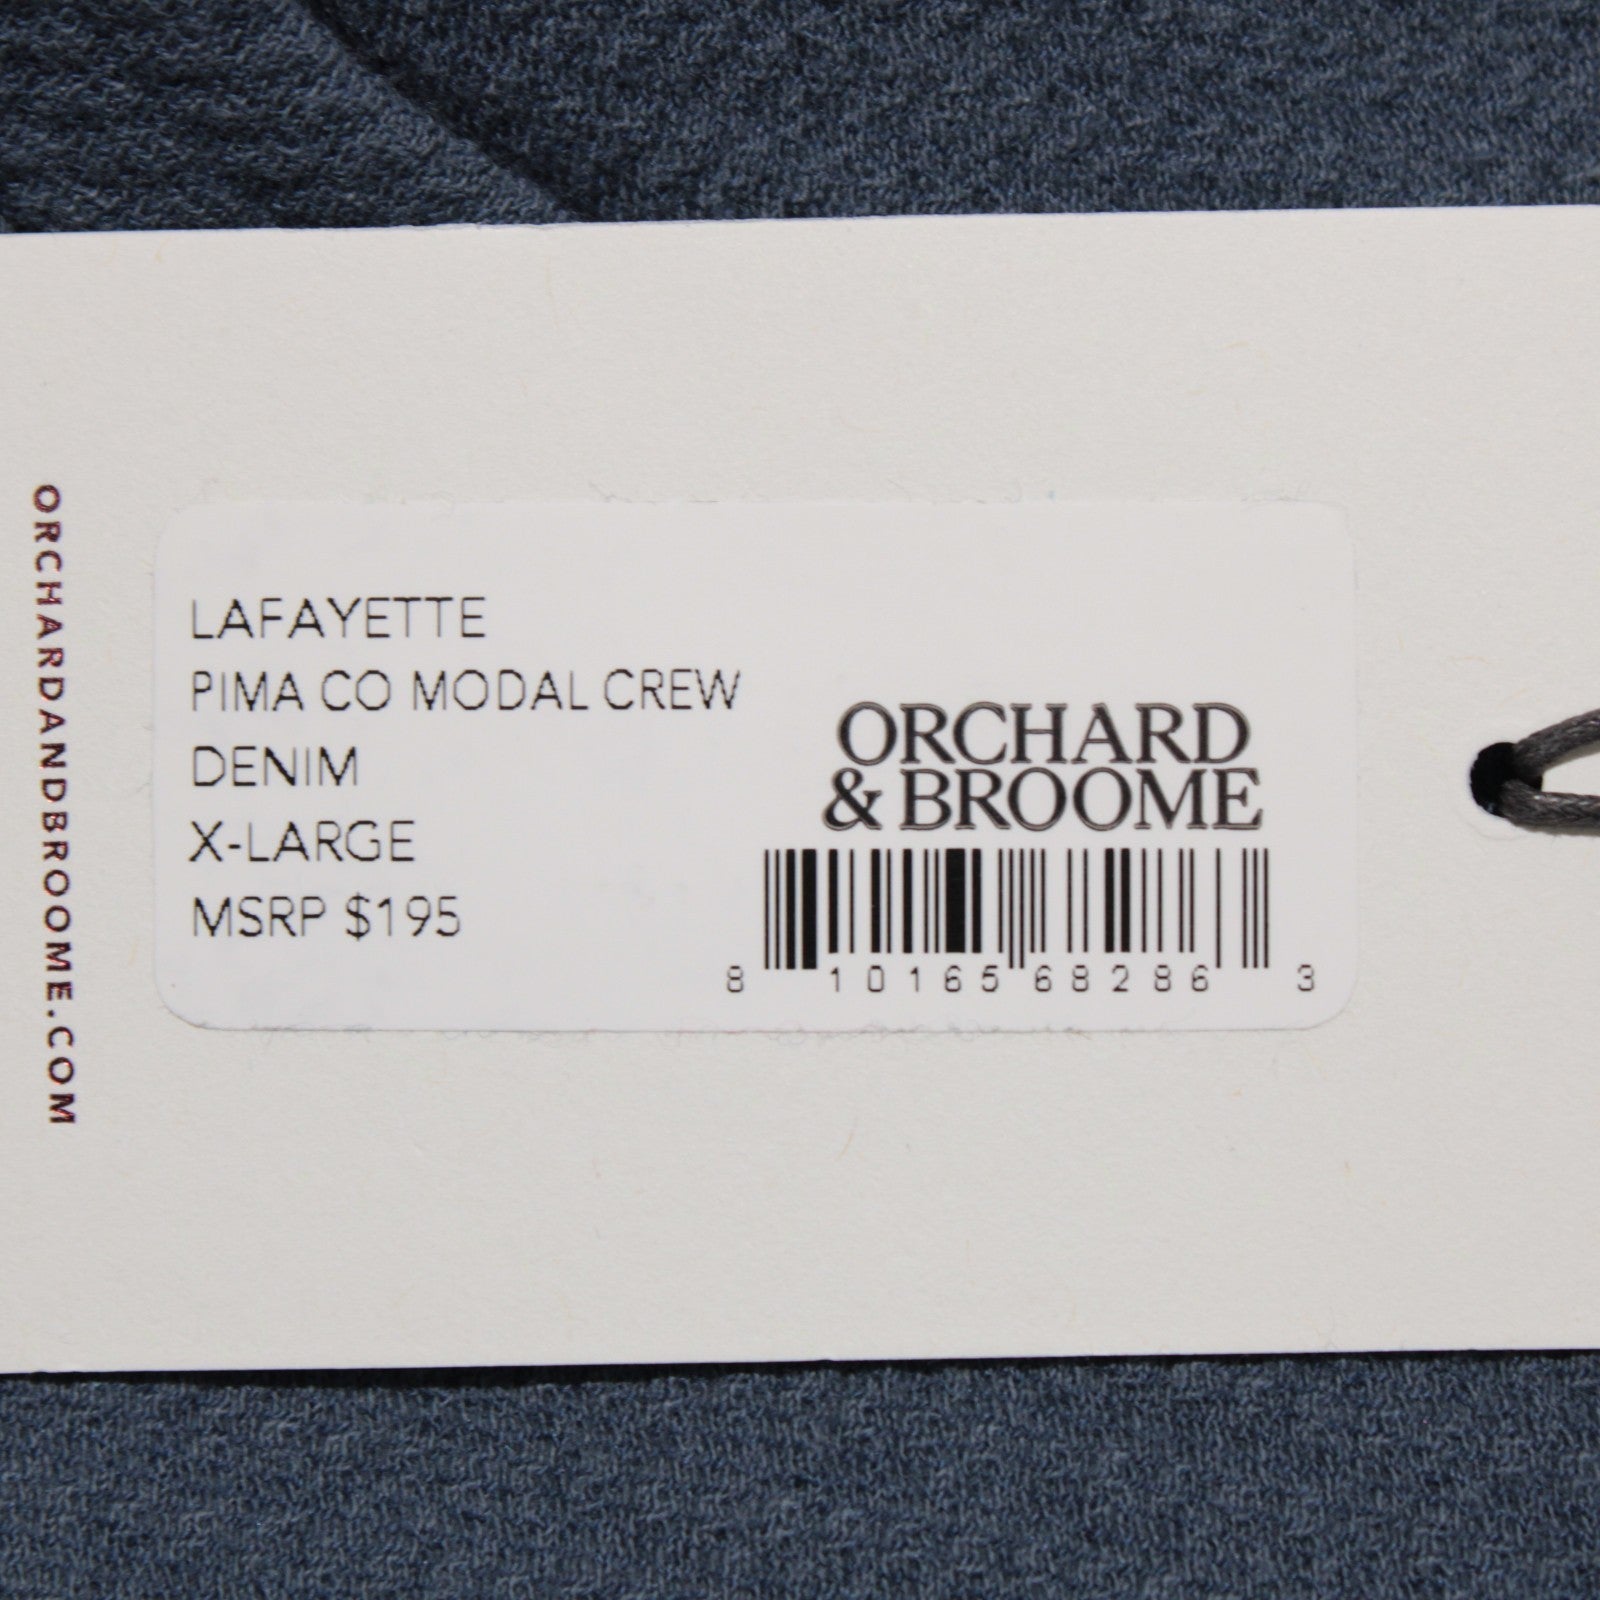 ORCHARDANDBROOME.COM
LAFAYETTE
PIMA CO MODAL CREW
DENIM
X-LARGE
MSRP $195
ORCHARD
& BROOME
8 10165 68286 3